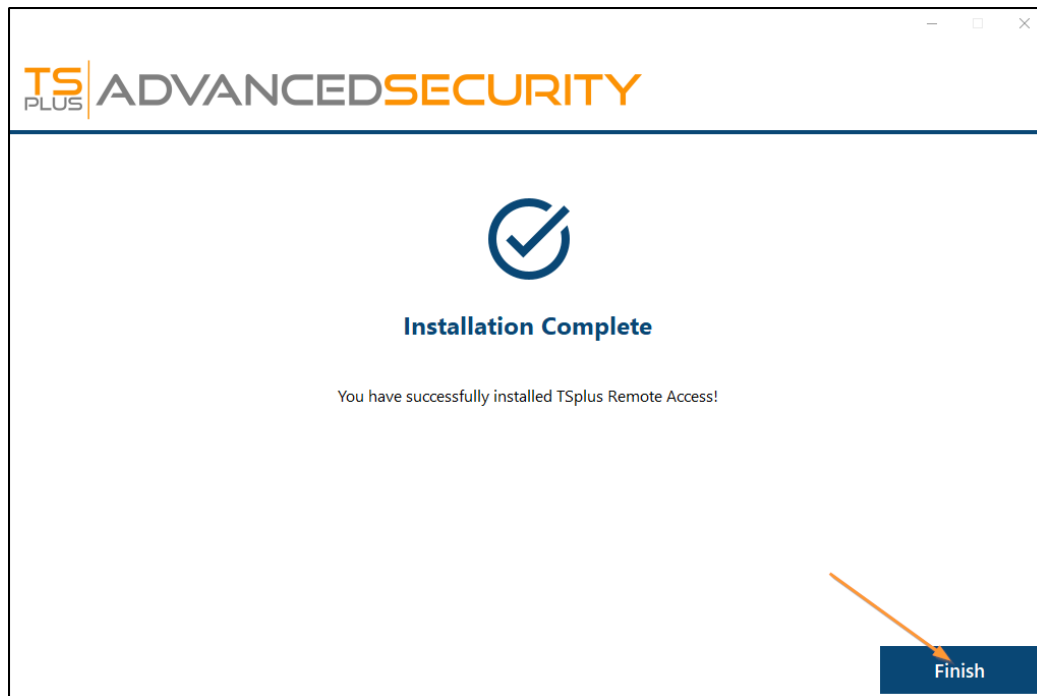 TS
PLUS
ADVANCEDSECURITY
Installation Complete
You have successfully installed TSplus Remote Access!
Finish